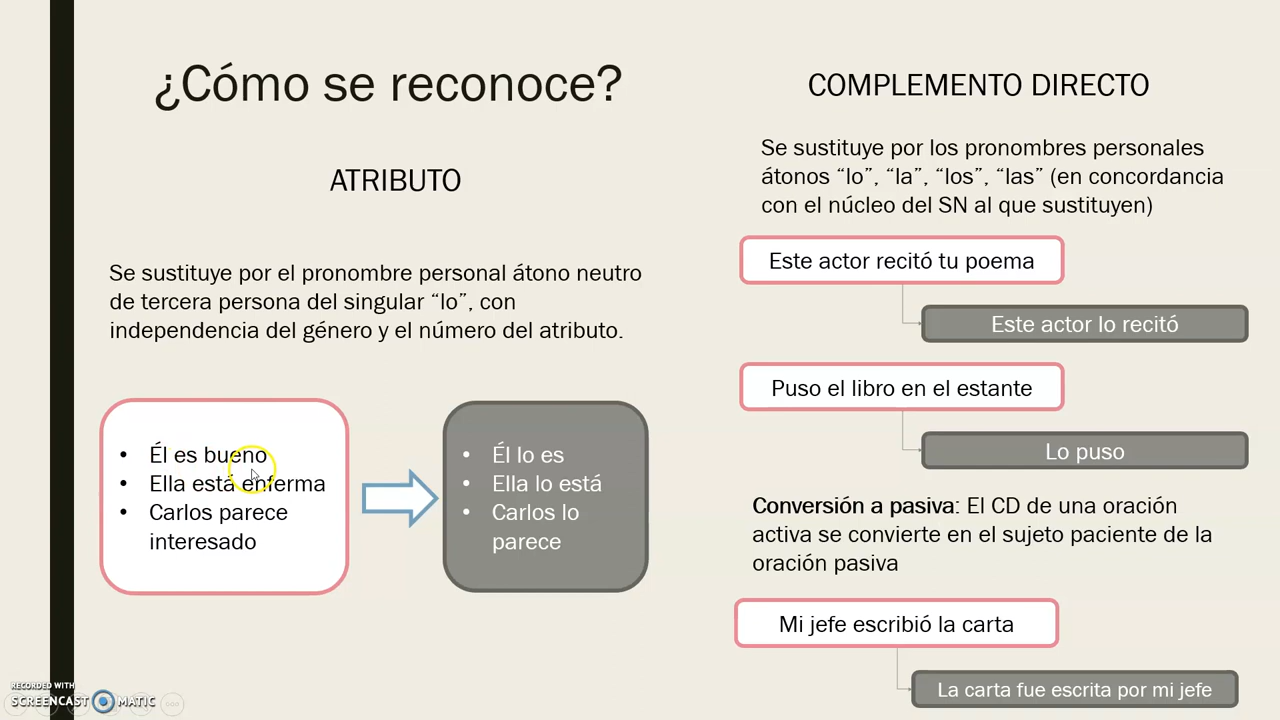 ¿Cómo se reconoce?
ATRIBUTO
Se sustituye por el pronombre personal átono neutro
de tercera persona del singular “lo”, con
independencia del género y el número del atributo.
• Él es bueno
• Ella está enferma
• Carlos parece
interesado
• Él lo es
• Ella lo está
• Carlos lo
parece
COMPLEMENTO DIRECTO
Se sustituye por los pronombres personales
átonos “lo”, “la”, “los”, “las” (en concordancia
con el núcleo del SN al que sustituyen)
Este actor recitó tu poema
Este actor lo recitó
Puso el libro en el estante
Lo puso
Conversión a pasiva: El CD de una oración
activa se convierte en el sujeto paciente de la
oración pasiva
Mi jefe escribió la carta
La carta fue escrita por mi jefe
RECORDED WITH
SCREENCAST MATIC